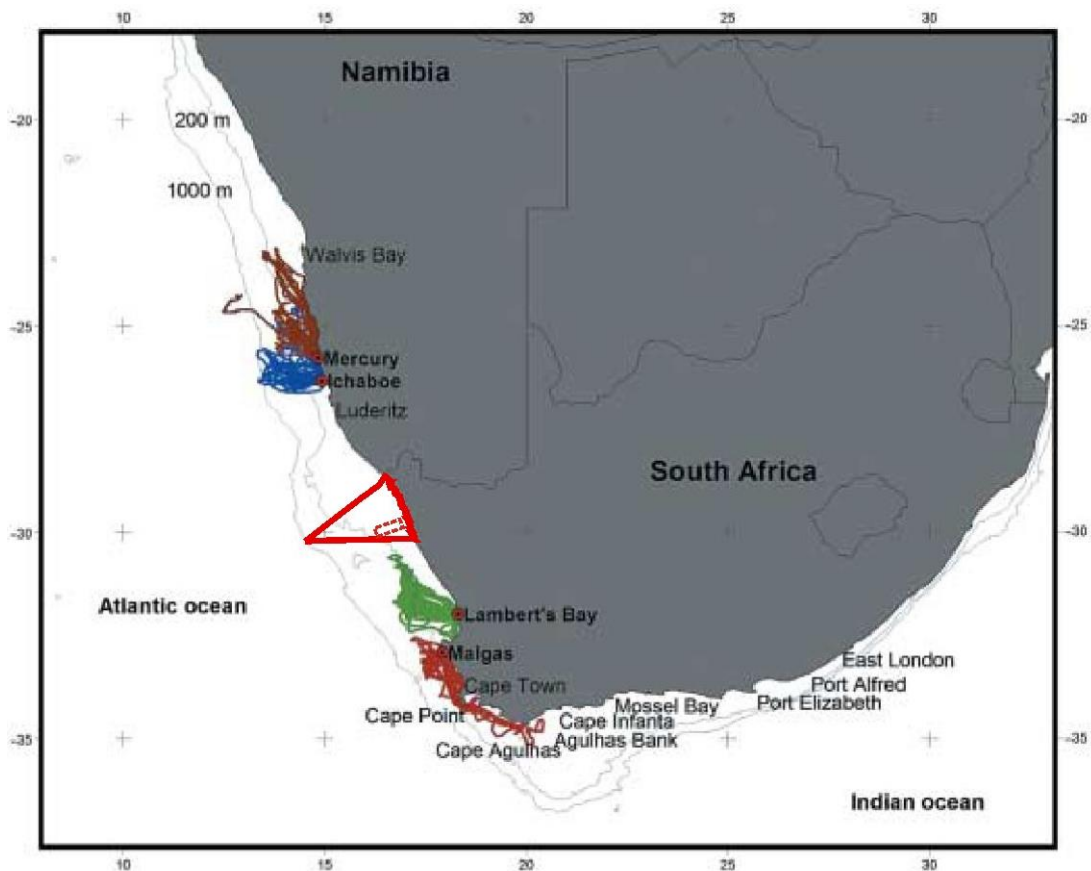 10 15 20 25 30
Namibia
-20 200 m -20
1000 m
Walvis Bay
-25 -25
Mercury
Ichaboe
Luderitz
South Africa
-30 -30
Atlantic ocean
Lambert's Bay
Malgas
East London
Cape Town
Port Alfred
Port Elizabeth
Mossel Bay
Cape Point
Cape Infanta
Agulhas Bank
-35 -35
Cape Agulhas
Indian ocean
10 15 20 25 30